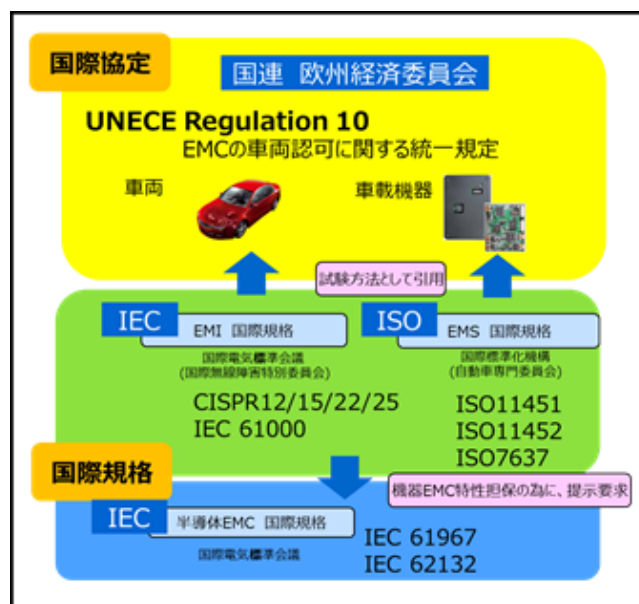 国際協定
国連 欧州経済委員会
UNECE Regulation 10
EMCの車両認可に関する統一規定
車両
車載機器
試験方法として引用
IEC
EMI 国際規格
国際電気標準会議
(国際無線障害特別委員会)
CISPR12/15/22/25
IEC 61000
ISO
EMS 国際規格
国際標準化機構
(自動車専門委員会)
ISO11451
ISO11452
ISO7637
国際規格
機器EMC特性担保の為に、提示要求
IEC
半導体EMC 国際規格
国際電気標準会議
IEC 61967
IEC 62132